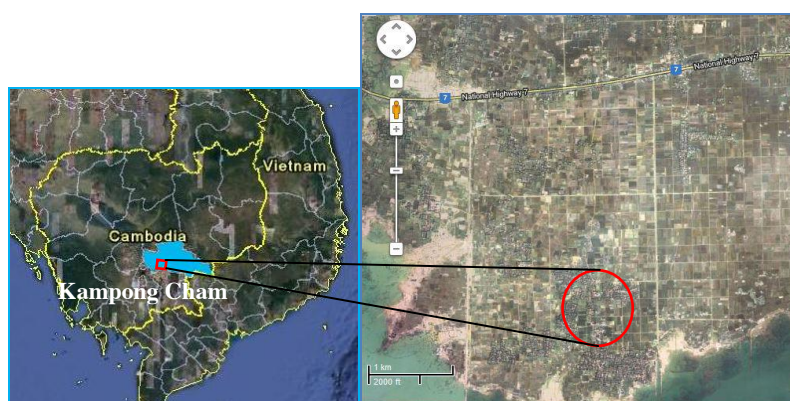 Vietnam
Cambodia
Kampong Cham
7
National Highway 7
7
National Highway 7
1 km
2000 ft